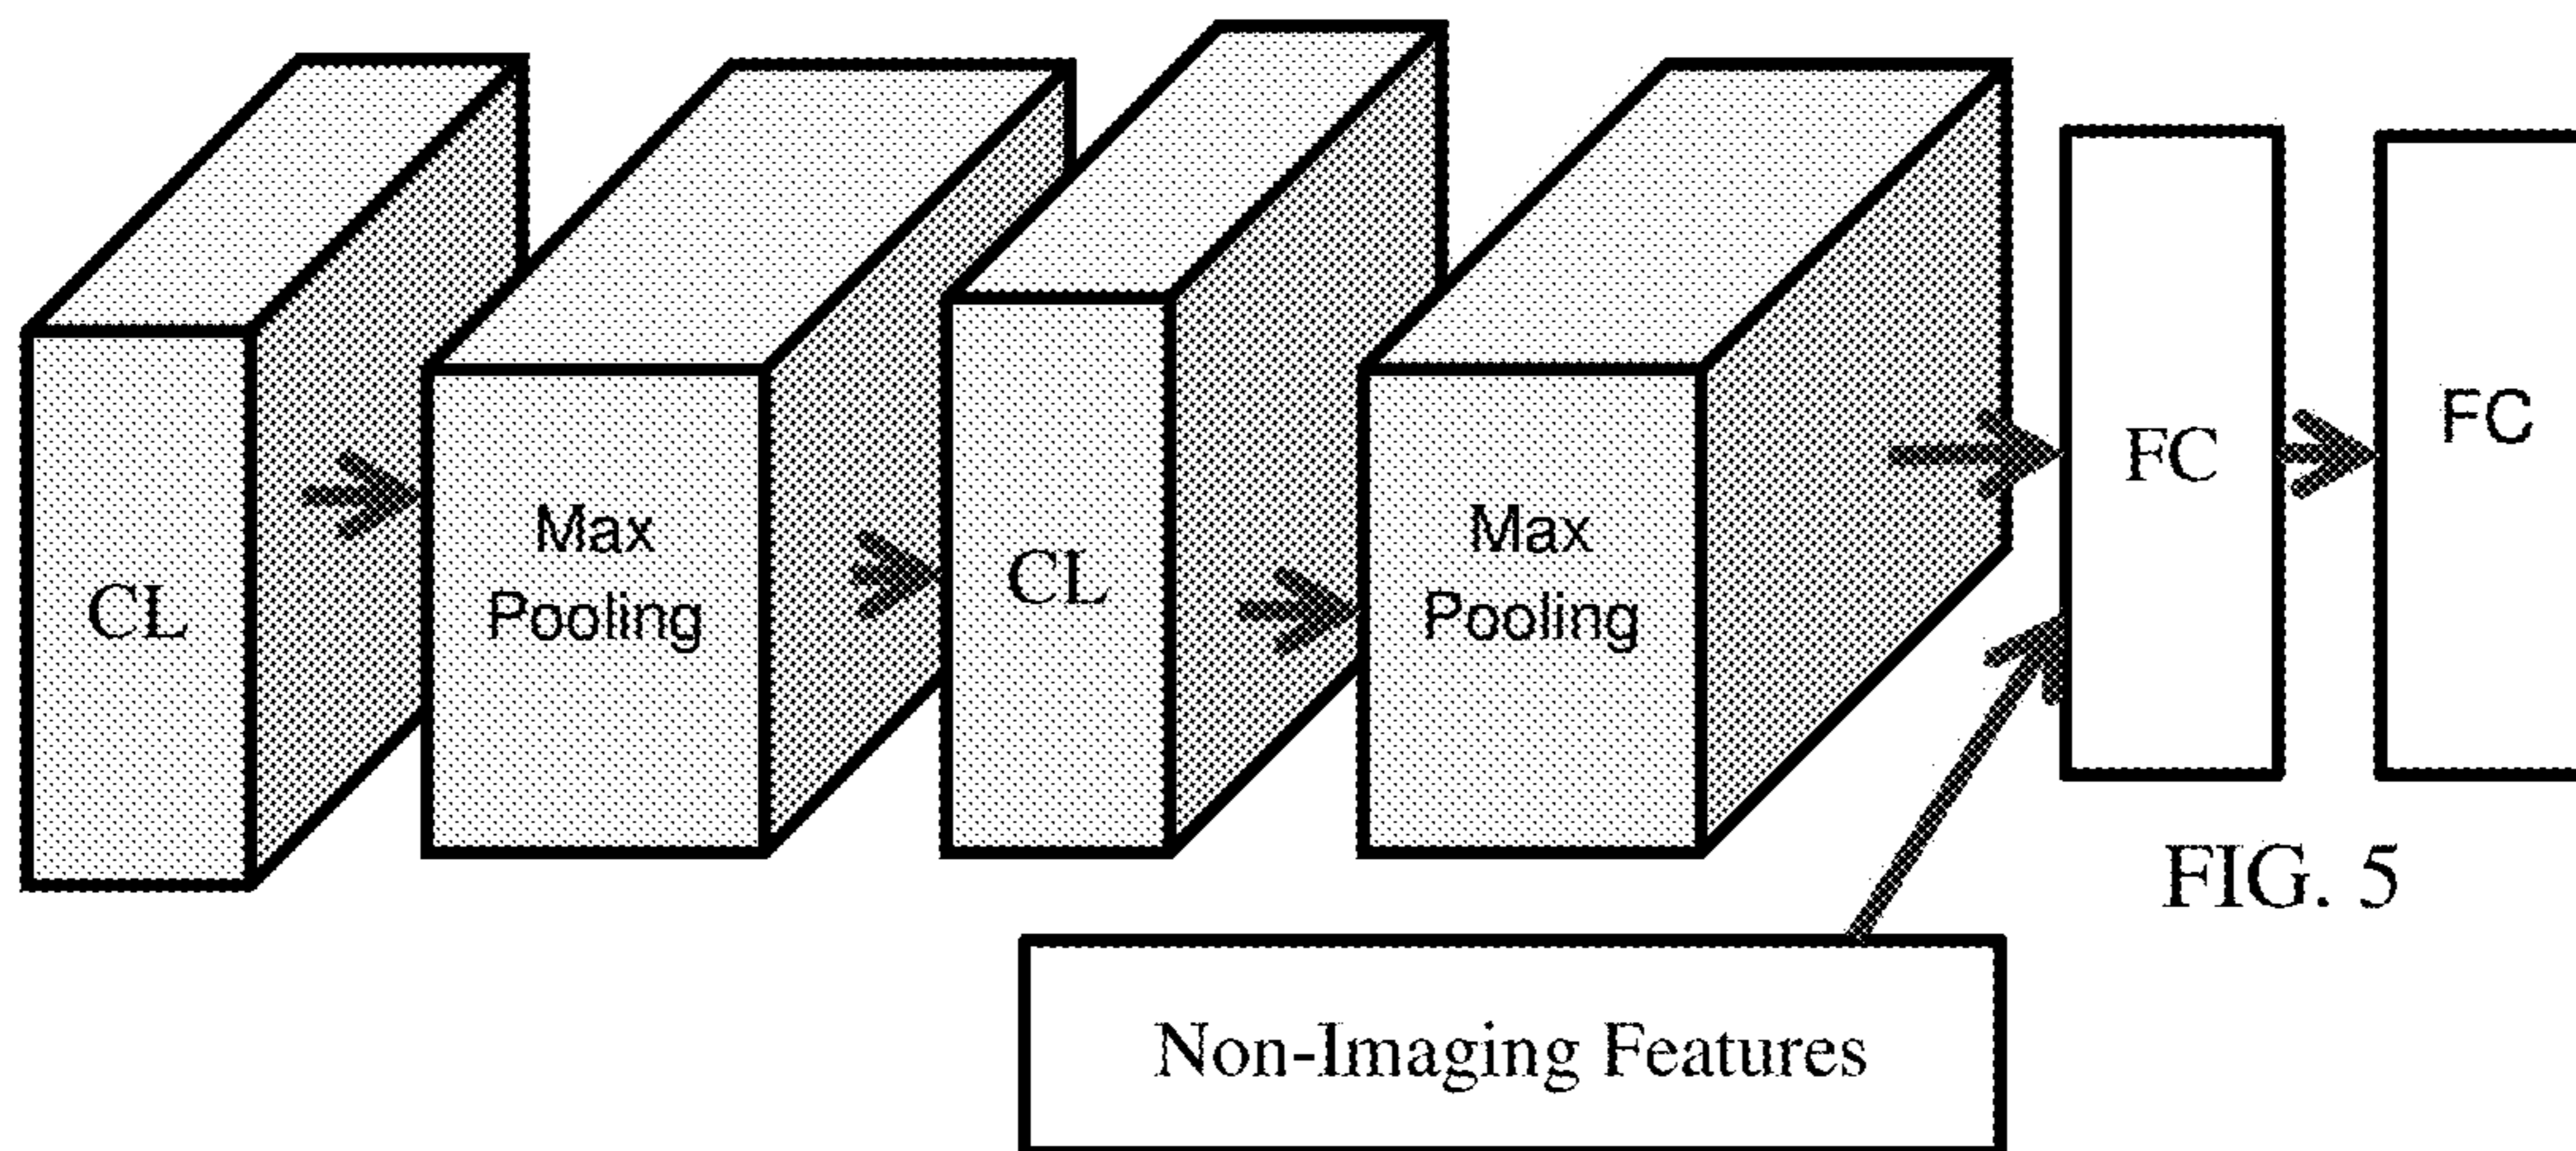 CL
Max
Pooling
CL
Max
Pooling
FC
FC
FIG. 5
Non-Imaging Features